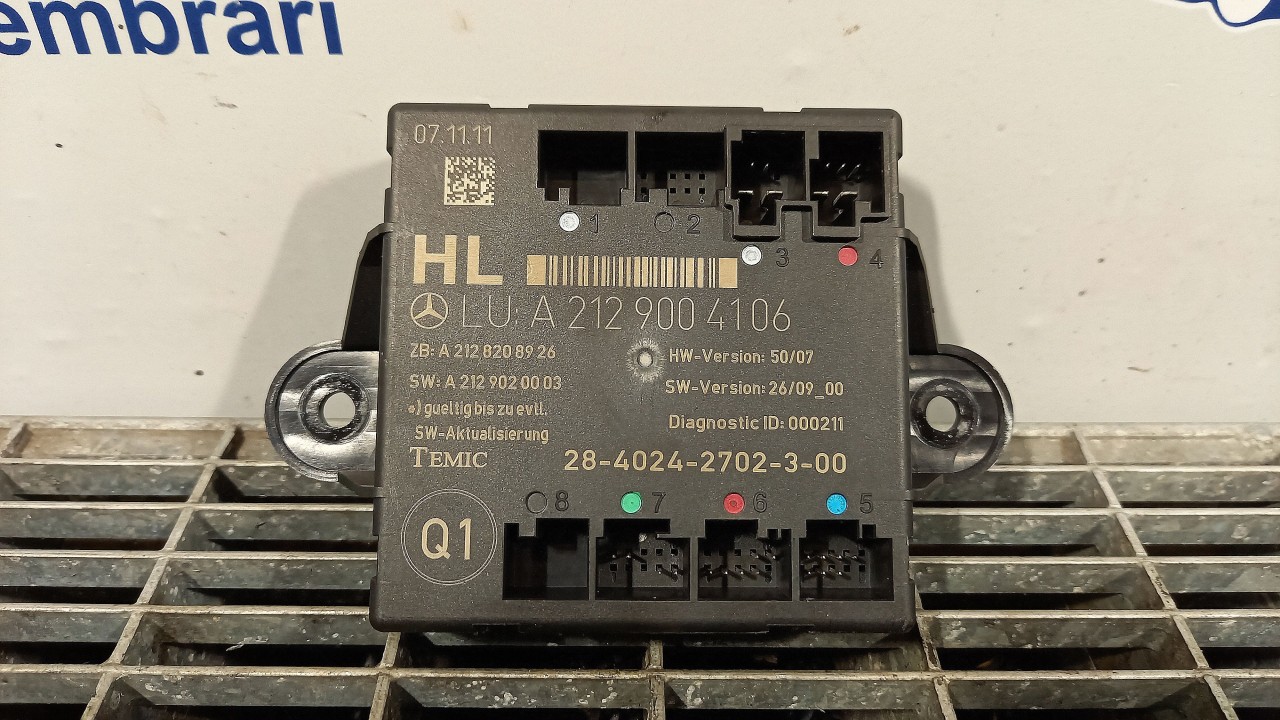 embrari
07.11.11
1
2
3
4
HL
LU: A 212 900 4106
ZB: A 212 820 89 26
HW-Version: 50/07
SW: A 212 902 00 03
SW-Version: 26/09_00
•) gueltig bis zu evtl.
SW-Aktualisierung
Diagnostic ID: 000211
TEMIC
28-4024-2702-3-00
8
7
6
5
Q1